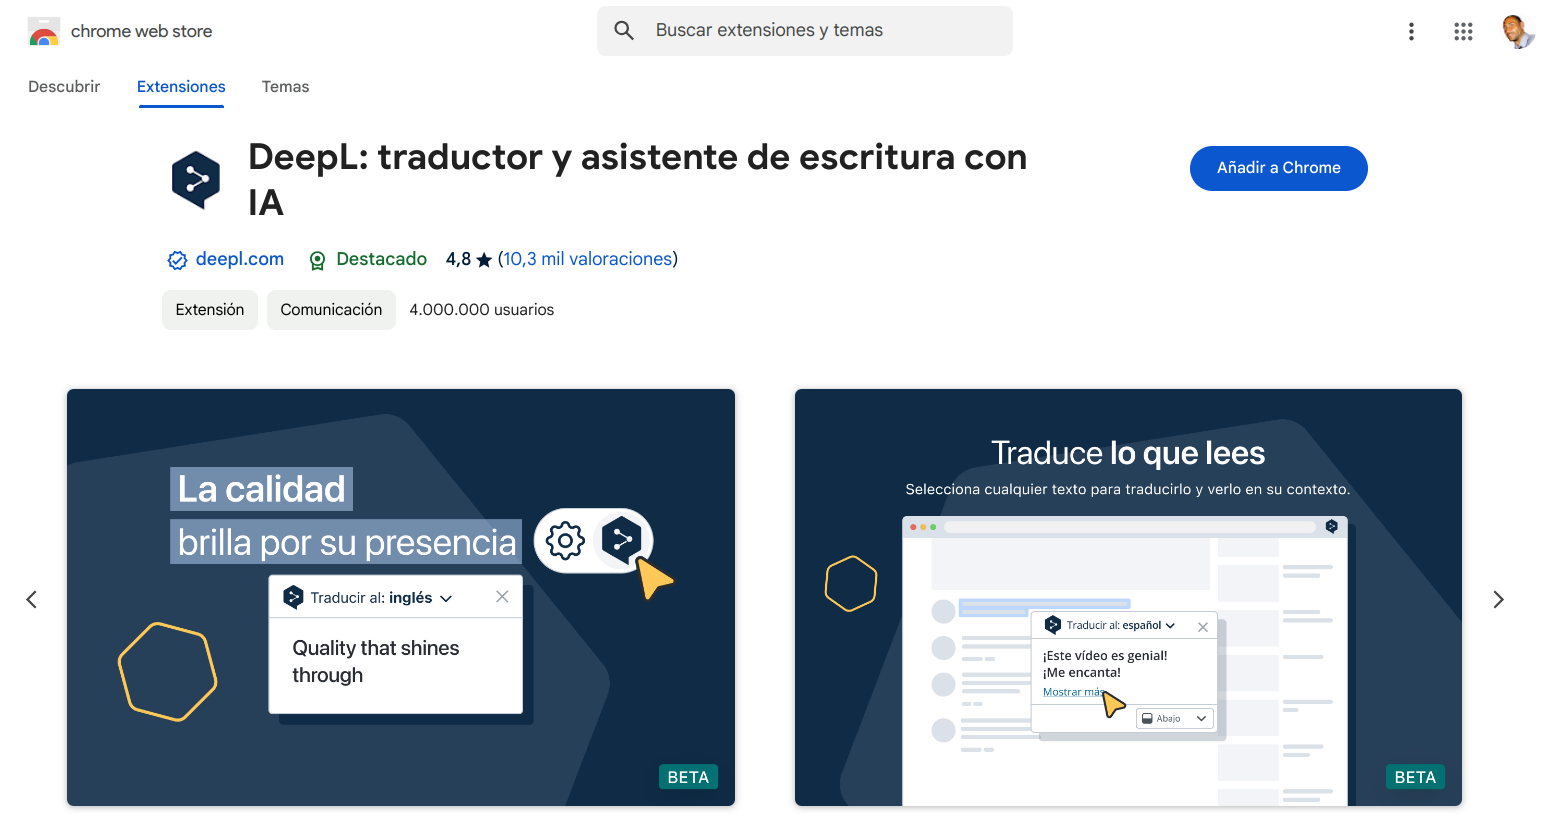 chrome web store
Buscar extensiones y temas
Descubrir
Extensiones
Temas
DeepL: traductor y asistente de escritura con
IA
Añadir a Chrome
deepl.com
Destacado
4,8 ★ (10,3 mil valoraciones)
Extensión
Comunicación
4.000.000 usuarios
La calidad
brilla por su presencia
Traducir al: inglés
Quality that shines
through
BETA
Traduce lo que lees
Selecciona cualquier texto para traducirlo y verlo en su contexto.
Traducir al: español
¡Este vídeo es genial!
¡Me encanta!
Mostrar más
Abajo
BETA